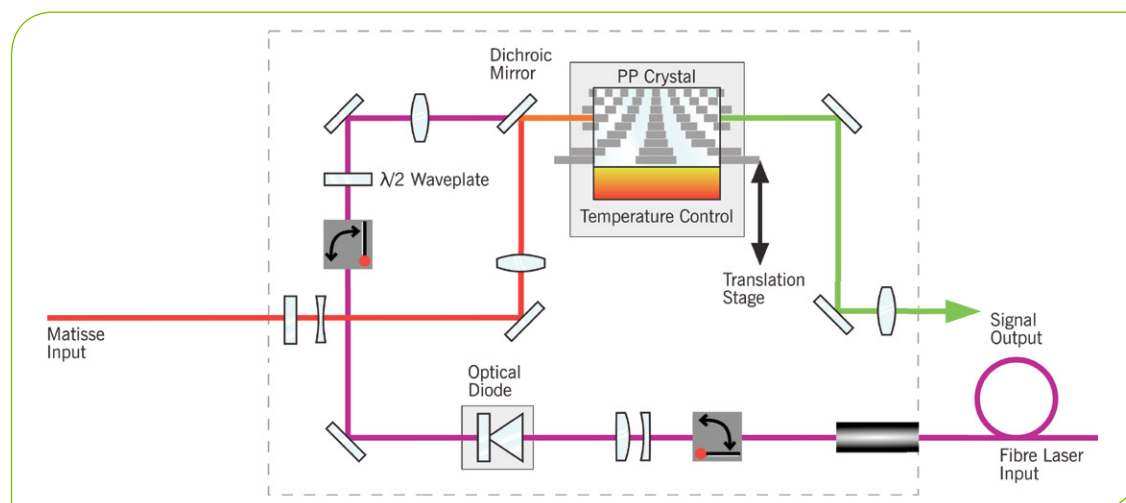 Dichroic
Mirror
PP Crystal
λ/2 Waveplate
Temperature Control
Translation
Stage
Matisse
Input
Signal
Output
Optical
Diode
Fibre Laser
Input